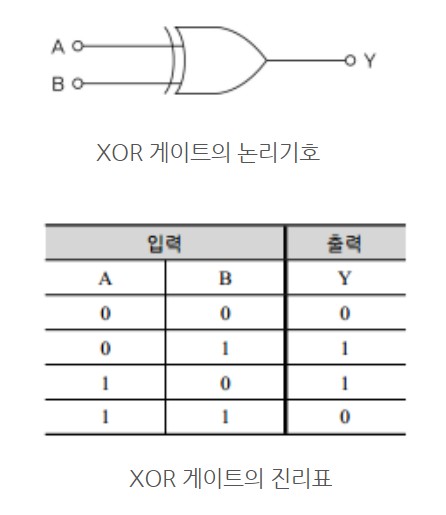 A Y
B
XOR 게이트의 논리기호
입력 출력
A B Y
0 0 0
0 1 1
1 0 1
1 1 0
XOR 게이트의 진리표